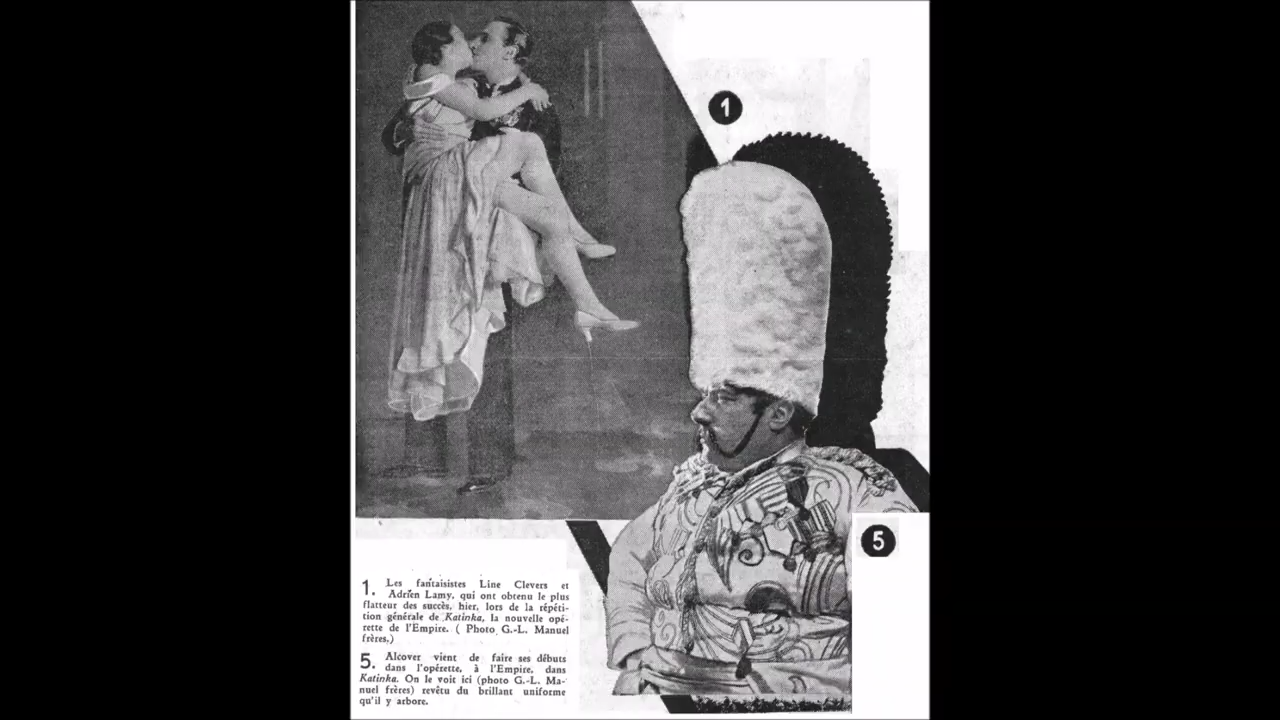 1
5
1. Les fantaisistes Line Clevers et
Adrien Lamy, qui ont obtenu le plus
flatteur des succès, hier, lors de la répéti-
tion générale de Katinka, la nouvelle opé-
rette de l'Empire. ( Photo G.-L. Manuel
frères.)
5. Alcover vient de faire ses débuts
dans l'opérette, à l'Empire, dans
Katinka. On le voit ici (photo G.-L. Ma-
nuel frères) revêtu du brillant uniforme
qu'il y arbore.